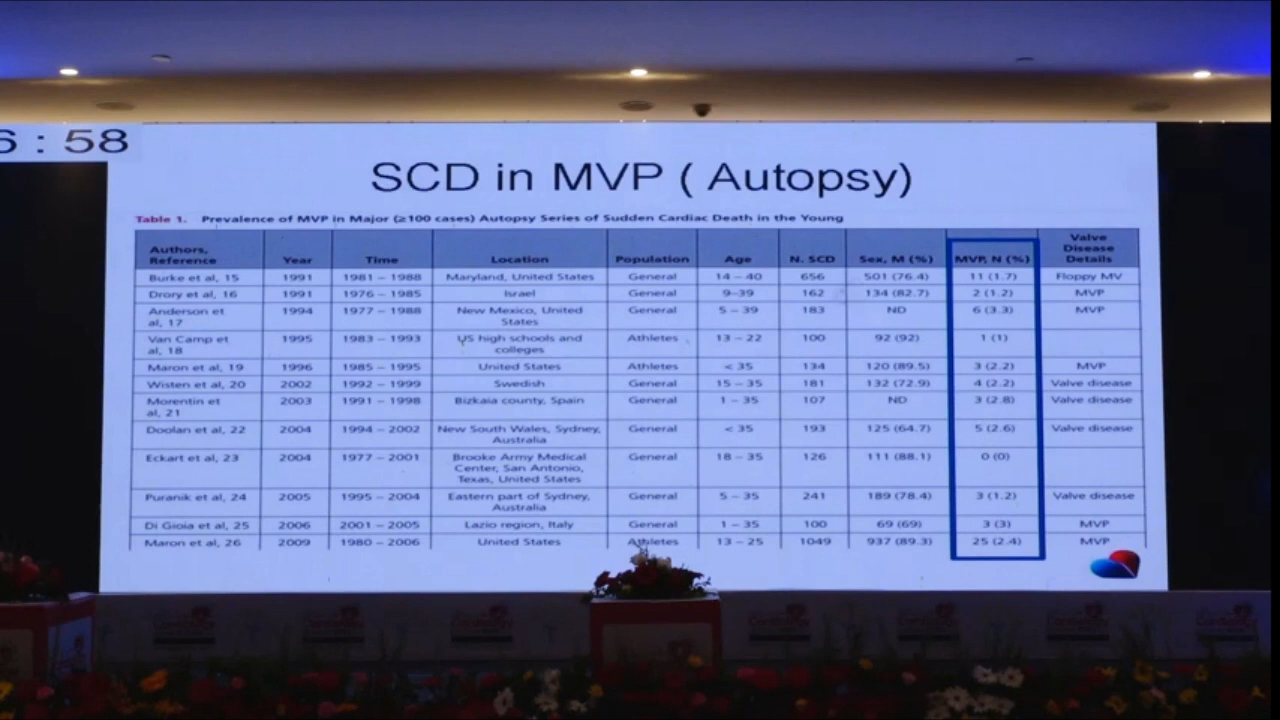 6 : 58
SCD in MVP ( Autopsy)
Table 1. Prevalence of MVP in Major (≥100 cases) Autopsy Series of Sudden Cardiac Death in the Young
Authors, Reference Year Time Location Population Age N. SCD Sex, M (%) MVP, N (%) Valve Disease Details
Burke et al, 15 1991 1981 – 1988 Maryland, United States General 14 – 40 656 501 (76.4) 11 (1.7) Floppy MV
Drory et al, 16 1991 1976 – 1985 Israel General 9–39 162 134 (82.7) 2 (1.2) MVP
Anderson et al, 17 1994 1977 – 1988 New Mexico, United States General 5 – 39 183 ND 6 (3.3) MVP
Van Camp et al, 18 1995 1983 – 1993 US high schools and colleges Athletes 13 – 22 100 92 (92) 1 (1)
Maron et al, 19 1996 1985 – 1995 United States Athletes < 35 134 120 (89.5) 3 (2.2) MVP
Wisten et al, 20 2002 1992 – 1999 Swedish General 15 – 35 181 132 (72.9) 4 (2.2) Valve disease
Morentin et al, 21 2003 1991 – 1998 Bizkaia county, Spain General 1 – 35 107 ND 3 (2.8) Valve disease
Doolan et al, 22 2004 1994 – 2002 New South Wales, Sydney, Australia General < 35 193 125 (64.7) 5 (2.6) Valve disease
Eckart et al, 23 2004 1977 – 2001 Brooke Army Medical Center, San Antonio, Texas, United States General 18 – 35 126 111 (88.1) 0 (0)
Puranik et al, 24 2005 1995 – 2004 Eastern part of Sydney, Australia General 5 – 35 241 189 (78.4) 3 (1.2) Valve disease
Di Gioia et al, 25 2006 2001 – 2005 Lazio region, Italy General 1 – 35 100 69 (69) 3 (3) MVP
Maron et al, 26 2009 1980 – 2006 United States Athletes 13 – 25 1049 937 (89.3) 25 (2.4) MVP